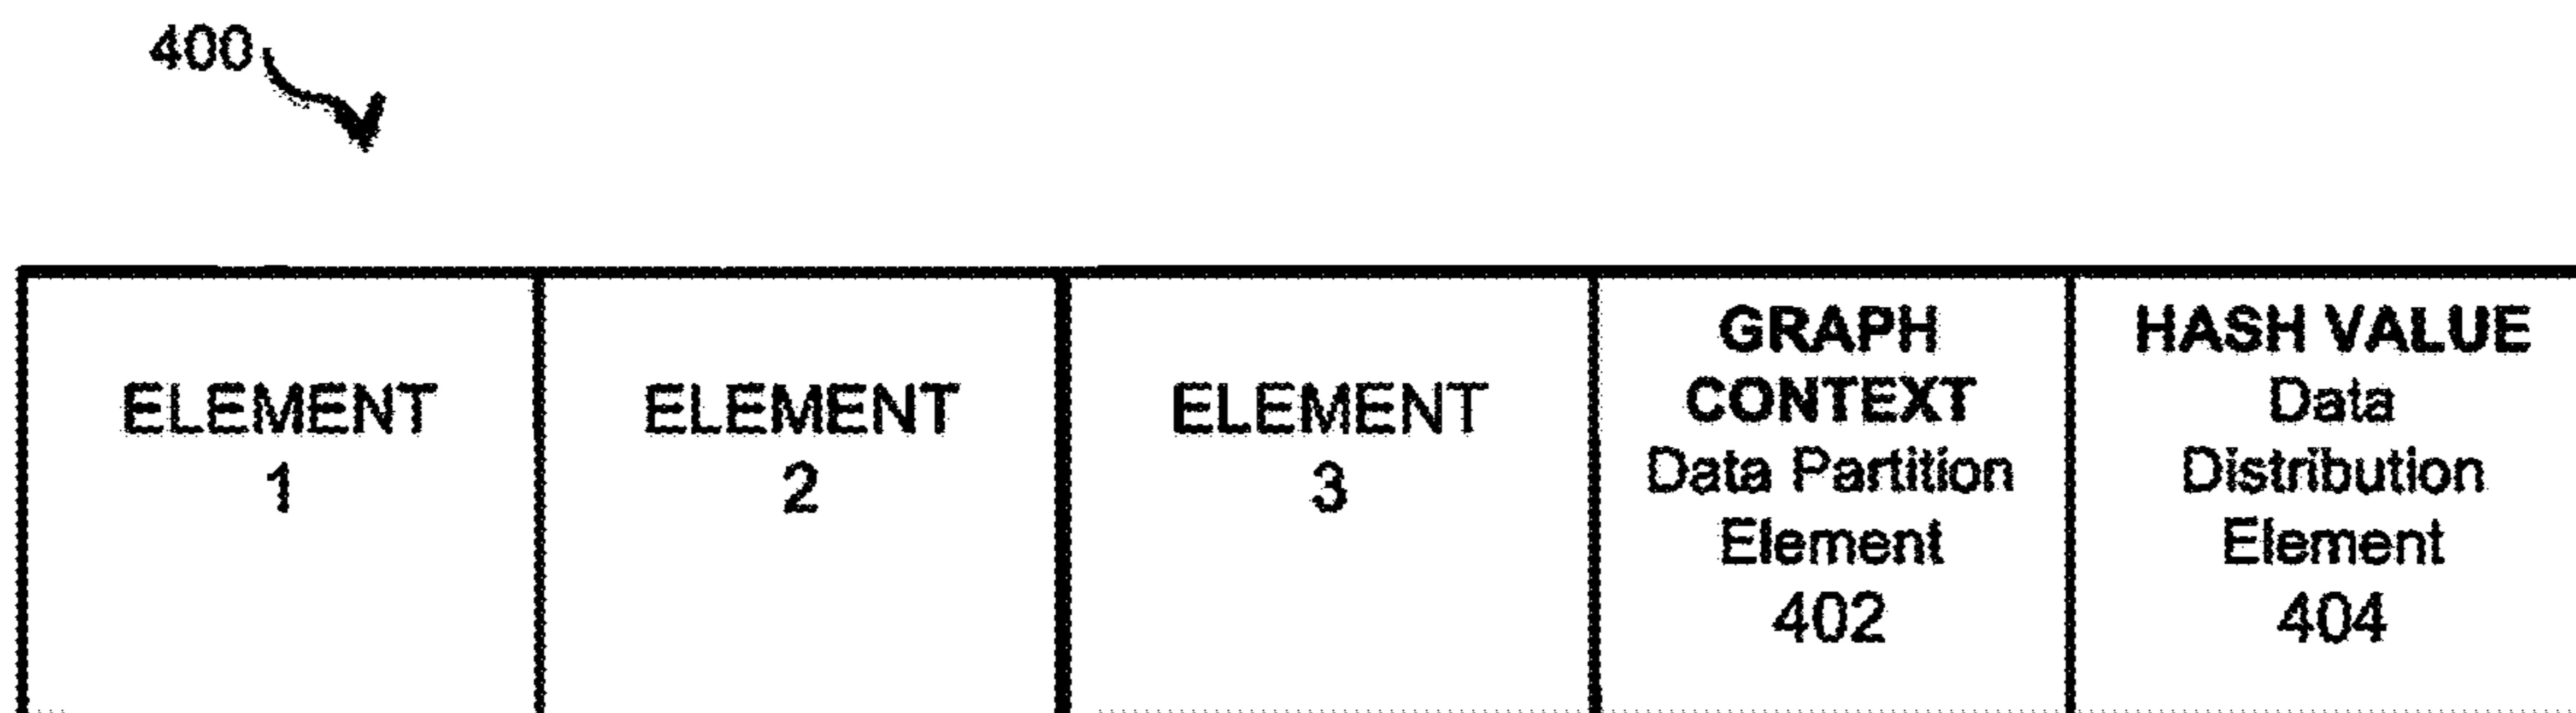 400
ELEMENT
1
ELEMENT
2
ELEMENT
3
GRAPH
CONTEXT
Data Partition
Element
402
HASH VALUE
Data
Distribution
Element
404